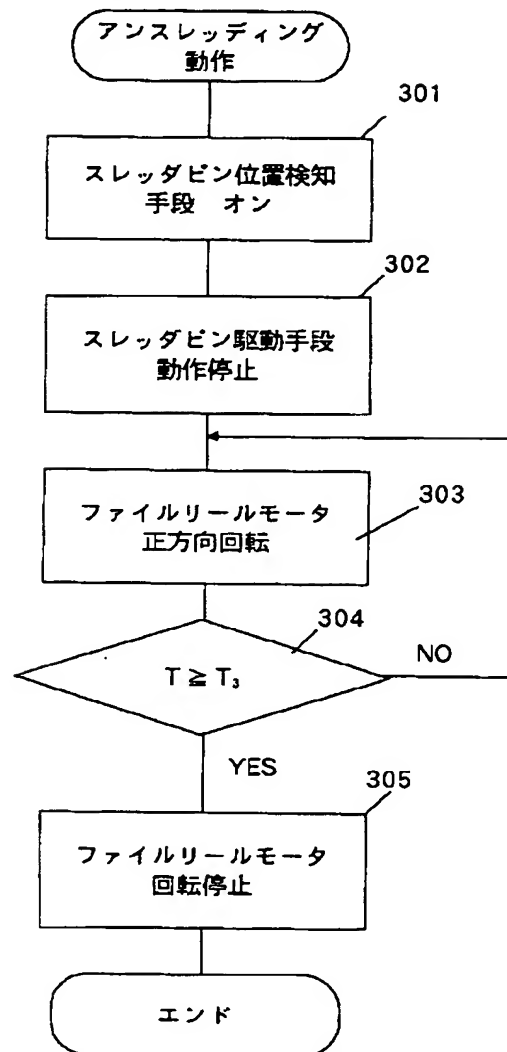 アンスレッディング
動作
301
スレッダピン位置検知
手段 オン
302
スレッダピン駆動手段
動作停止
303
ファイルリールモータ
正方向回転
304
T ≧ T₃
NO
YES
305
ファイルリールモータ
回転停止
エンド